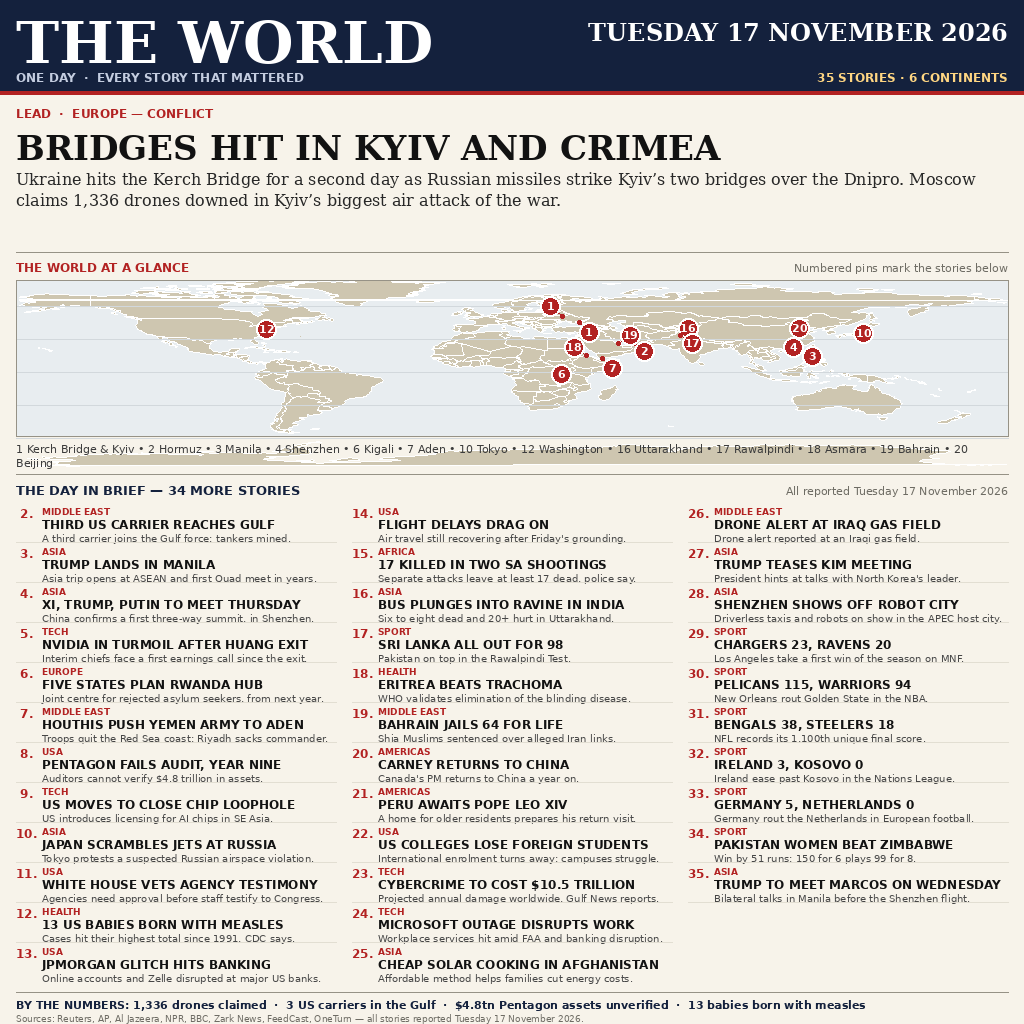 THE WORLD
TUESDAY 17 NOVEMBER 2026
ONE DAY · EVERY STORY THAT MATTERED
35 STORIES · 6 CONTINENTS
LEAD · EUROPE — CONFLICT
BRIDGES HIT IN KYIV AND CRIMEA
Ukraine hits the Kerch Bridge for a second day as Russian missiles strike Kyiv’s two bridges over the Dnipro. Moscow
claims 1,336 drones downed in Kyiv’s biggest air attack of the war.
THE WORLD AT A GLANCE
Numbered pins mark the stories below
1
12
1
19
16
20
10
18
2
17
4
3
6
7
1 Kerch Bridge & Kyiv • 2 Hormuz • 3 Manila • 4 Shenzhen • 6 Kigali • 7 Aden • 10 Tokyo • 12 Washington • 16 Uttarakhand • 17 Rawalpindi • 18 Asmara • 19 Bahrain • 20
Beijing
THE DAY IN BRIEF — 34 MORE STORIES
All reported Tuesday 17 November 2026
2. MIDDLE EAST
THIRD US CARRIER REACHES GULF
A third carrier joins the Gulf force; tankers mined.
3. ASIA
TRUMP LANDS IN MANILA
Asia trip opens at ASEAN and first Quad meet in years.
4. ASIA
XI, TRUMP, PUTIN TO MEET THURSDAY
China confirms a first three-way summit, in Shenzhen.
5. TECH
NVIDIA IN TURMOIL AFTER HUANG EXIT
Interim chiefs face a first earnings call since the exit.
6. EUROPE
FIVE STATES PLAN RWANDA HUB
Joint centre for rejected asylum seekers, from next year.
7. MIDDLE EAST
HOUTHIS PUSH YEMEN ARMY TO ADEN
Troops quit the Red Sea coast; Riyadh sacks commander.
8. USA
PENTAGON FAILS AUDIT, YEAR NINE
Auditors cannot verify $4.8 trillion in assets.
9. TECH
US MOVES TO CLOSE CHIP LOOPHOLE
US introduces licensing for AI chips in SE Asia.
10. ASIA
JAPAN SCRAMBLES JETS AT RUSSIA
Tokyo protests a suspected Russian airspace violation.
11. USA
WHITE HOUSE VETS AGENCY TESTIMONY
Agencies need approval before staff testify to Congress.
12. HEALTH
13 US BABIES BORN WITH MEASLES
Cases hit their highest total since 1991, CDC says.
13. USA
JPMORGAN GLITCH HITS BANKING
Online accounts and Zelle disrupted at major US banks.
14. USA
FLIGHT DELAYS DRAG ON
Air travel still recovering after Friday's grounding.
15. AFRICA
17 KILLED IN TWO SA SHOOTINGS
Separate attacks leave at least 17 dead, police say.
16. ASIA
BUS PLUNGES INTO RAVINE IN INDIA
Six to eight dead and 20+ hurt in Uttarakhand.
17. SPORT
SRI LANKA ALL OUT FOR 98
Pakistan on top in the Rawalpindi Test.
18. HEALTH
ERITREA BEATS TRACHOMA
WHO validates elimination of the blinding disease.
19. MIDDLE EAST
BAHRAIN JAILS 64 FOR LIFE
Shia Muslims sentenced over alleged Iran links.
20. AMERICAS
CARNEY RETURNS TO CHINA
Canada's PM returns to China a year on.
21. AMERICAS
PERU AWAITS POPE LEO XIV
A home for older residents prepares his return visit.
22. USA
US COLLEGES LOSE FOREIGN STUDENTS
International enrolment turns away; campuses struggle.
23. TECH
CYBERCRIME TO COST $10.5 TRILLION
Projected annual damage worldwide, Gulf News reports.
24. TECH
MICROSOFT OUTAGE DISRUPTS WORK
Workplace services hit amid FAA and banking disruption.
25. ASIA
CHEAP SOLAR COOKING IN AFGHANISTAN
Affordable method helps families cut energy costs.
26. MIDDLE EAST
DRONE ALERT AT IRAQ GAS FIELD
Drone alert reported at an Iraqi gas field.
27. ASIA
TRUMP TEASES KIM MEETING
President hints at talks with North Korea's leader.
28. ASIA
SHENZHEN SHOWS OFF ROBOT CITY
Driverless taxis and robots on show in the APEC host city.
29. SPORT
CHARGERS 23, RAVENS 20
Los Angeles take a first win of the season on MNF.
30. SPORT
PELICANS 115, WARRIORS 94
New Orleans rout Golden State in the NBA.
31. SPORT
BENGALS 38, STEELERS 18
NFL records its 1,100th unique final score.
32. SPORT
IRELAND 3, KOSOVO 0
Ireland ease past Kosovo in the Nations League.
33. SPORT
GERMANY 5, NETHERLANDS 0
Germany rout the Netherlands in European football.
34. SPORT
PAKISTAN WOMEN BEAT ZIMBABWE
Win by 51 runs: 150 for 6 plays 99 for 8.
35. ASIA
TRUMP TO MEET MARCOS ON WEDNESDAY
Bilateral talks in Manila before the Shenzhen flight.
BY THE NUMBERS: 1,336 drones claimed · 3 US carriers in the Gulf · $4.8tn Pentagon assets unverified · 13 babies born with measles
Sources: Reuters, AP, Al Jazeera, NPR, BBC, Zark News, FeedCast, OneTurn — all stories reported Tuesday 17 November 2026.